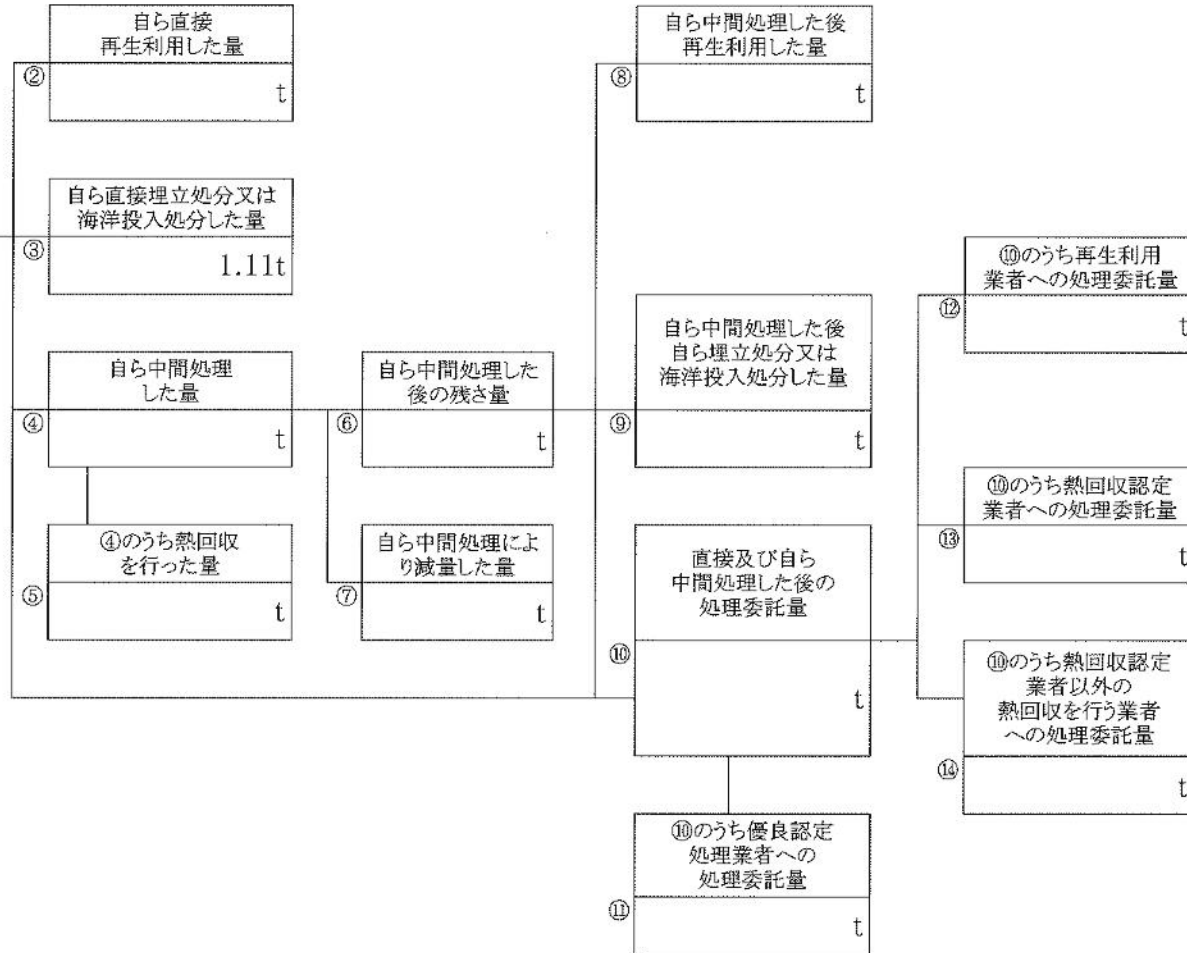 自ら直接
再生利用した量
②
t
自ら直接埋立処分又は
海洋投入処分した量
③
1.11t
自ら中間処理
した量
④
t
④のうち熱回収
を行った量
⑤
t
自ら中間処理した
後の残さ量
⑥
t
自ら中間処理によ
り減量した量
⑦
t
自ら中間処理した後
再生利用した量
⑧
t
自ら中間処理した後
自ら埋立処分又は
海洋投入処分した量
⑨
t
直接及び自ら
中間処理した後の
処理委託量
⑩
t
⑩のうち優良認定
処理業者への
処理委託量
⑪
t
⑩のうち再生利用
業者への処理委託量
⑫
t
⑩のうち熱回収認定
業者への処理委託量
⑬
t
⑩のうち熱回収認定
業者以外の
熱回収を行う業者
への処理委託量
⑭
t